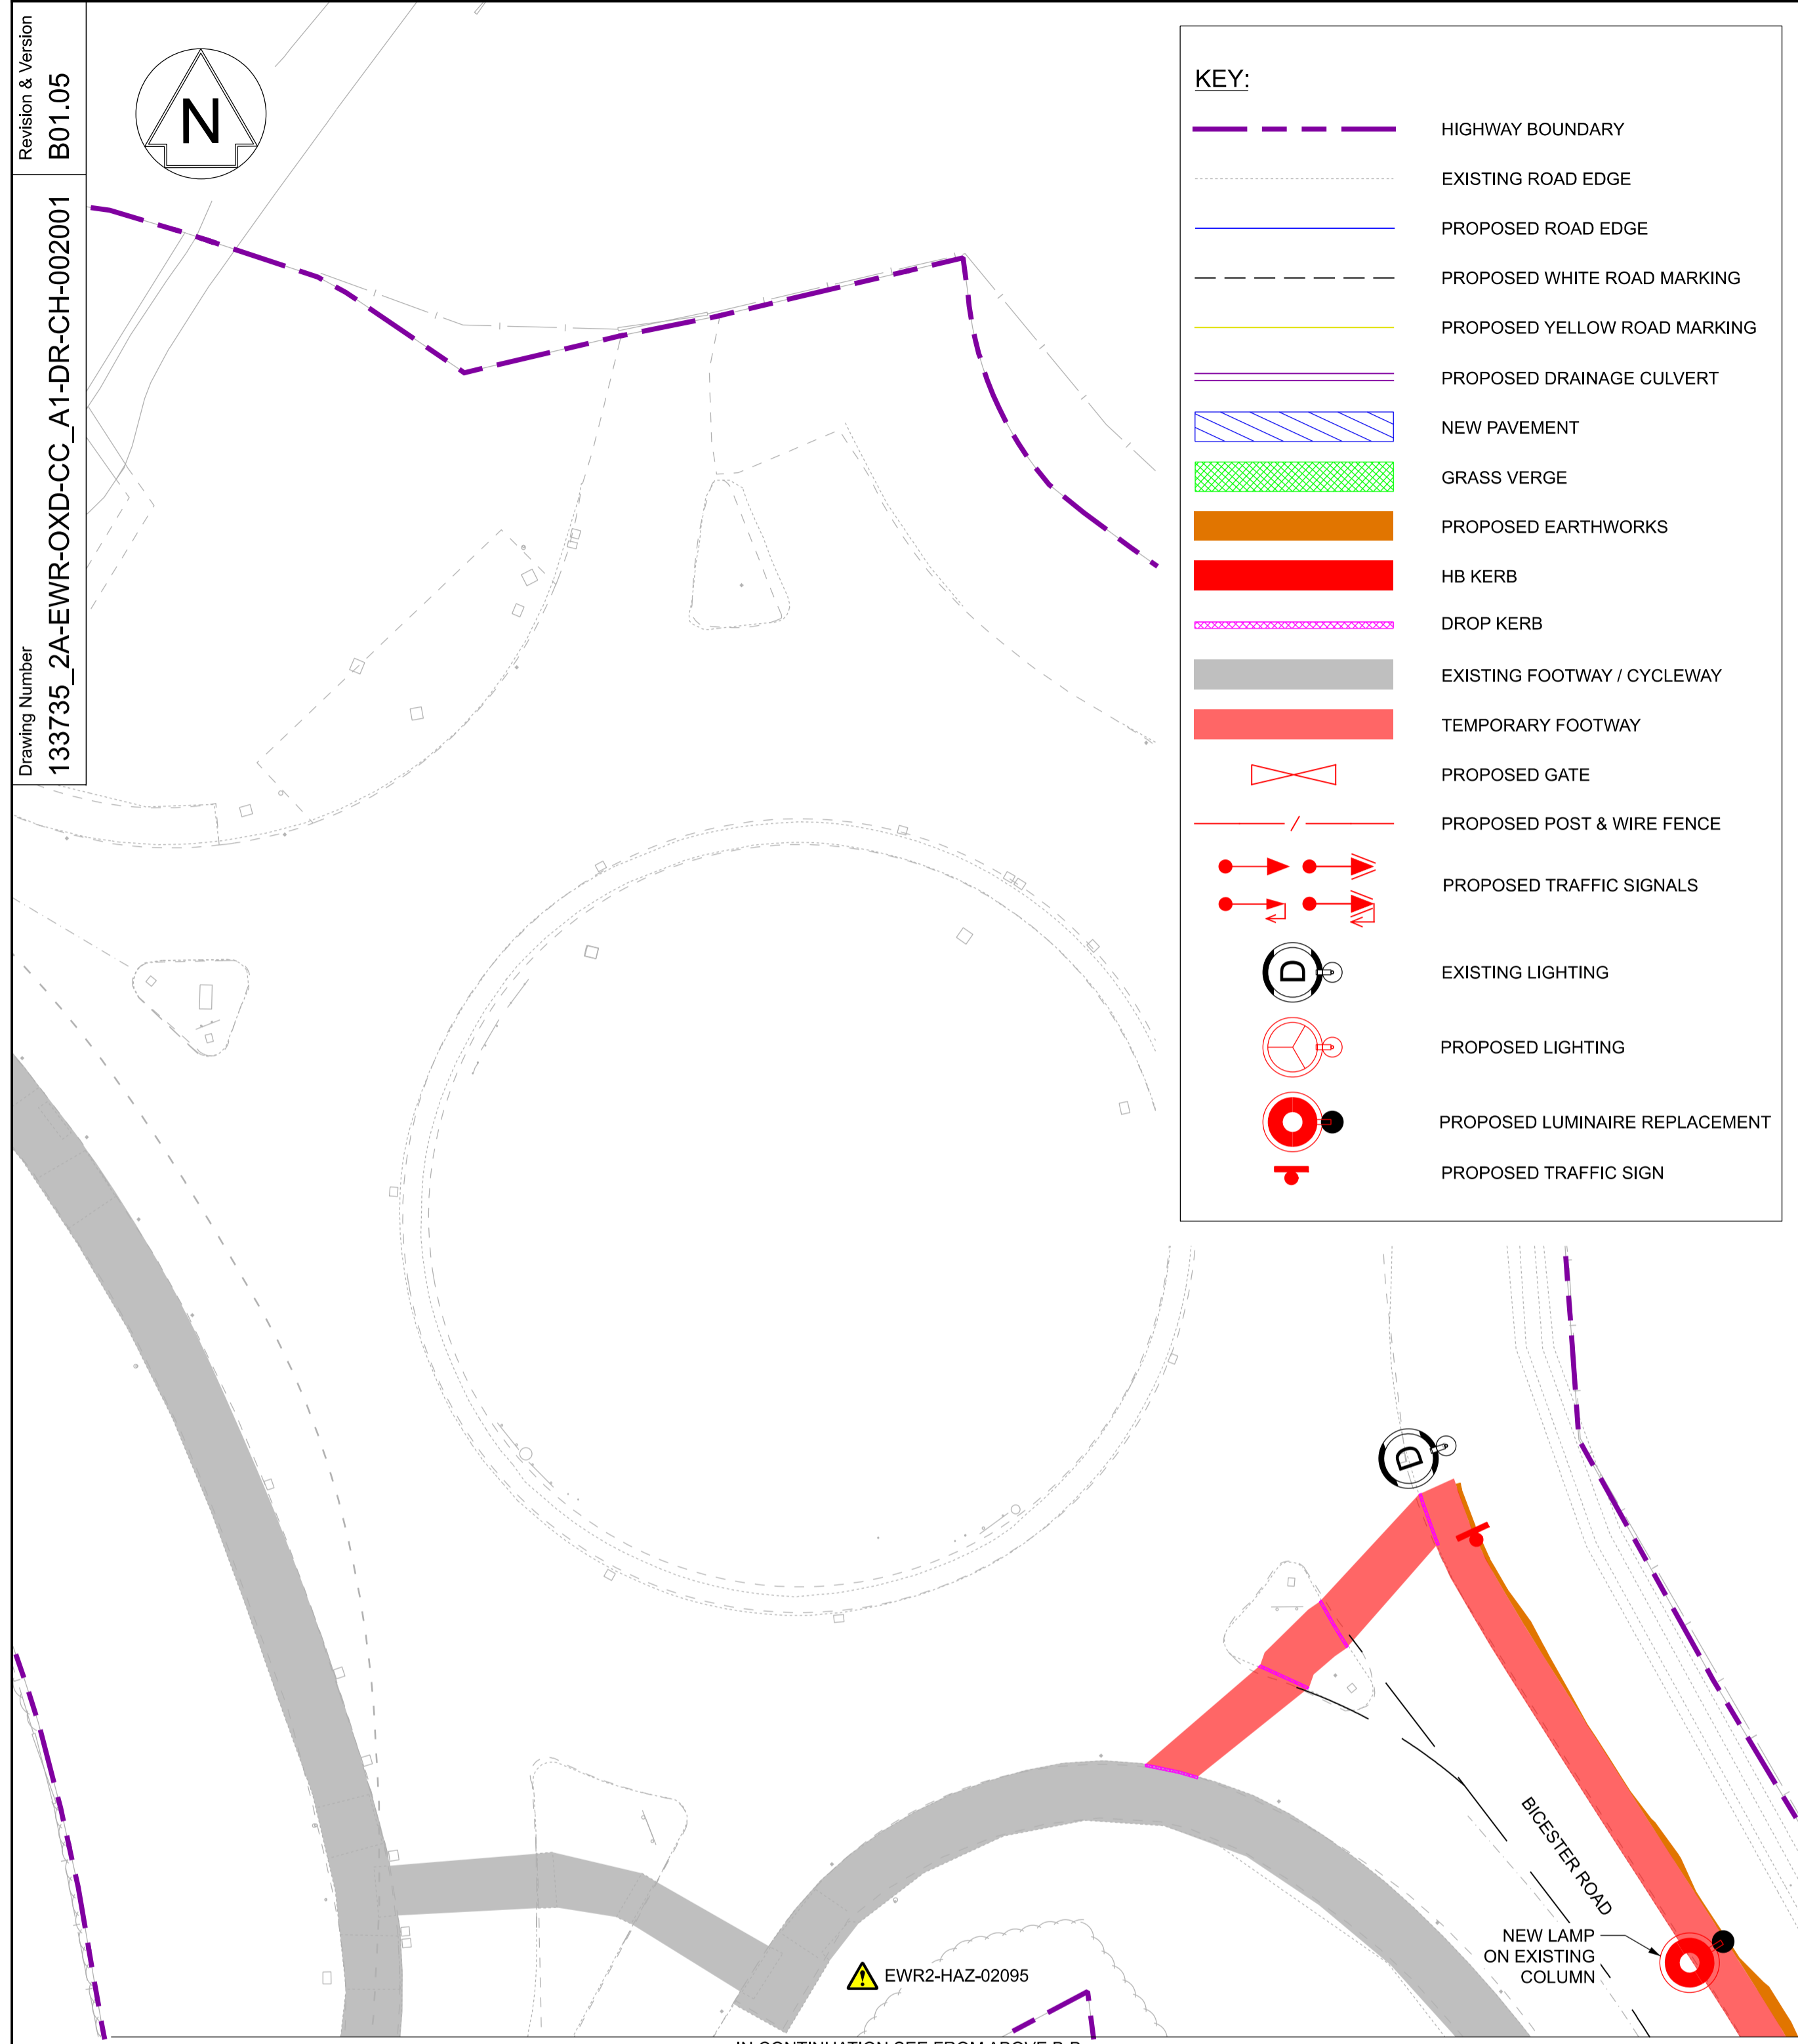 Revision & Version
B01.05
Drawing Number
133735_2A-EWR-OXD-CC_A1-DR-CH-002001
N
KEY:
HIGHWAY BOUNDARY
EXISTING ROAD EDGE
PROPOSED ROAD EDGE
PROPOSED WHITE ROAD MARKING
PROPOSED YELLOW ROAD MARKING
PROPOSED DRAINAGE CULVERT
NEW PAVEMENT
GRASS VERGE
PROPOSED EARTHWORKS
HB KERB
DROP KERB
EXISTING FOOTWAY / CYCLEWAY
TEMPORARY FOOTWAY
PROPOSED GATE
PROPOSED POST & WIRE FENCE
PROPOSED TRAFFIC SIGNALS
D
EXISTING LIGHTING
PROPOSED LIGHTING
PROPOSED LUMINAIRE REPLACEMENT
PROPOSED TRAFFIC SIGN
D
BICESTER ROAD
NEW LAMP
ON EXISTING
COLUMN
EWR2-HAZ-02095